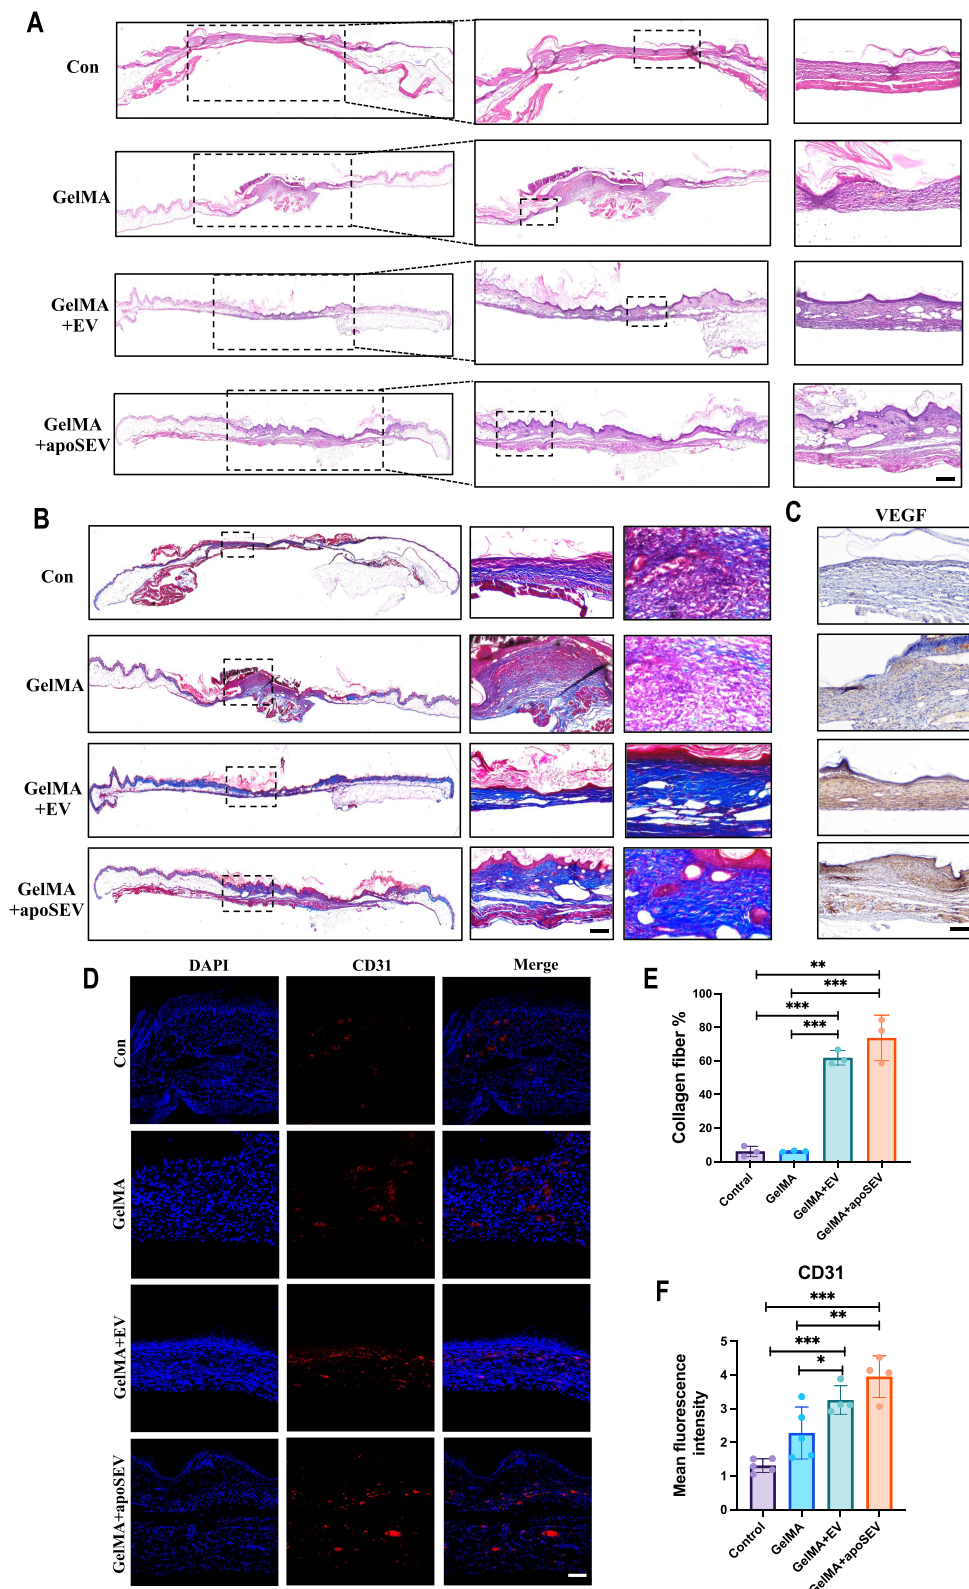 A
Con
GelMA
GelMA
+EV
GelMA
+apoSEV
B
Con
GelMA
GelMA
+EV
GelMA
+apoSEV
C
VEGF
D
DAPI
CD31
Merge
Con
GelMA
GelMA+EV
GelMA+apoSEV
E
**
***
***
***
Collagen fiber %
100
80
60
40
20
0
Contral
GelMA
GelMA+EV
GelMA+apoSEV
F
CD31
***
**
***
*
Mean fluorescence
intensity
5
4
3
2
1
0
Control
GelMA
GelMA+EV
GelMA+apoSEV